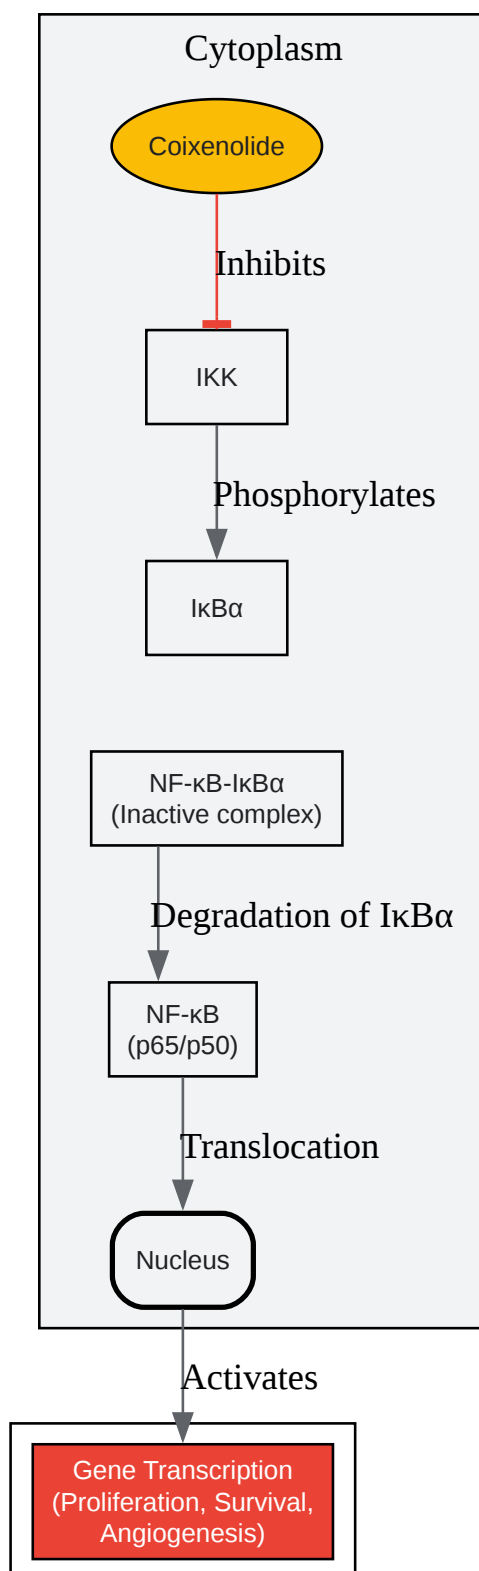 Cytoplasm
Coixenolide
Inhibits
IKK
Phosphorylates
IκBα
NF-κB-IκBα
(Inactive complex)
Degradation of IκBα
NF-κB
(p65/p50)
Translocation
Nucleus
Activates
Gene Transcription
(Proliferation, Survival,
Angiogenesis)